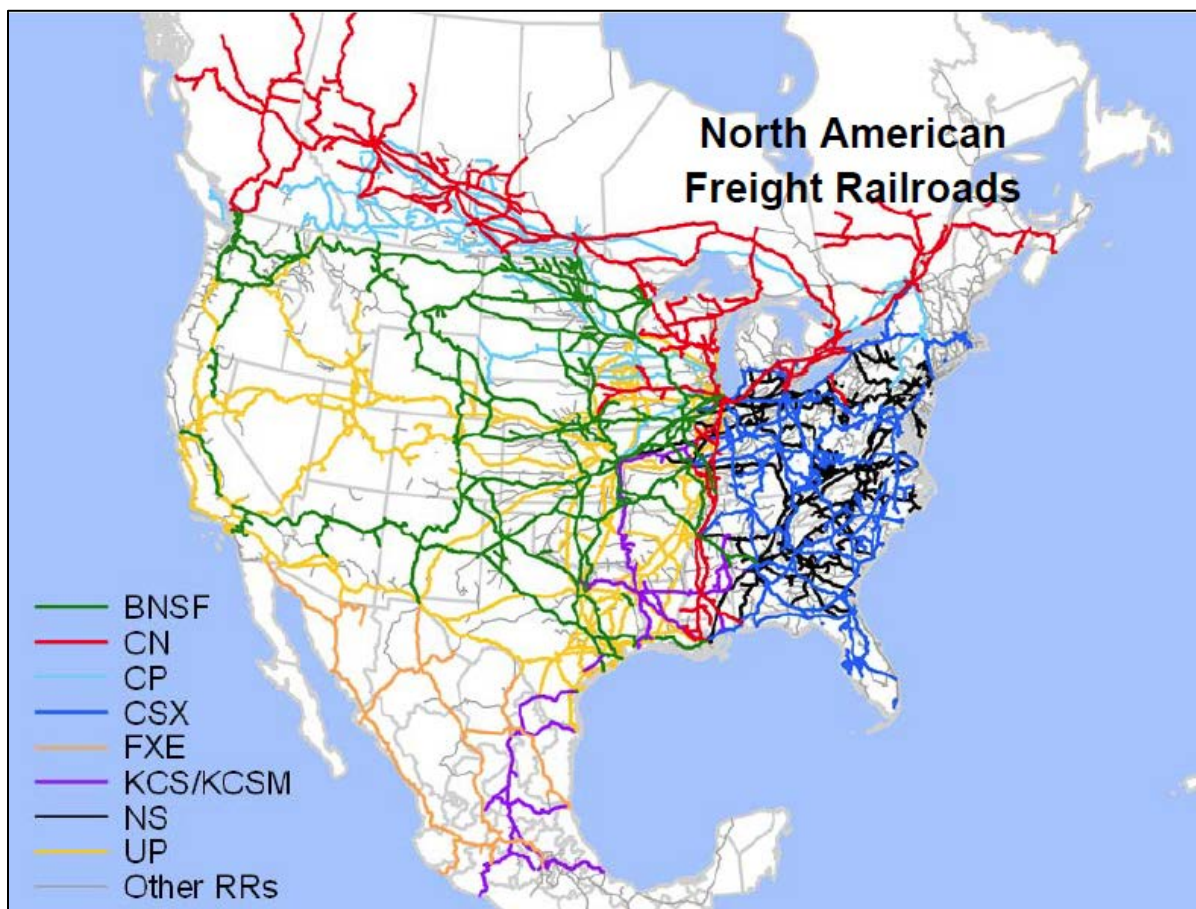 North American
Freight Railroads
BNSF
CN
CP
CSX
FXE
KCS/KCSM
NS
UP
Other RRs